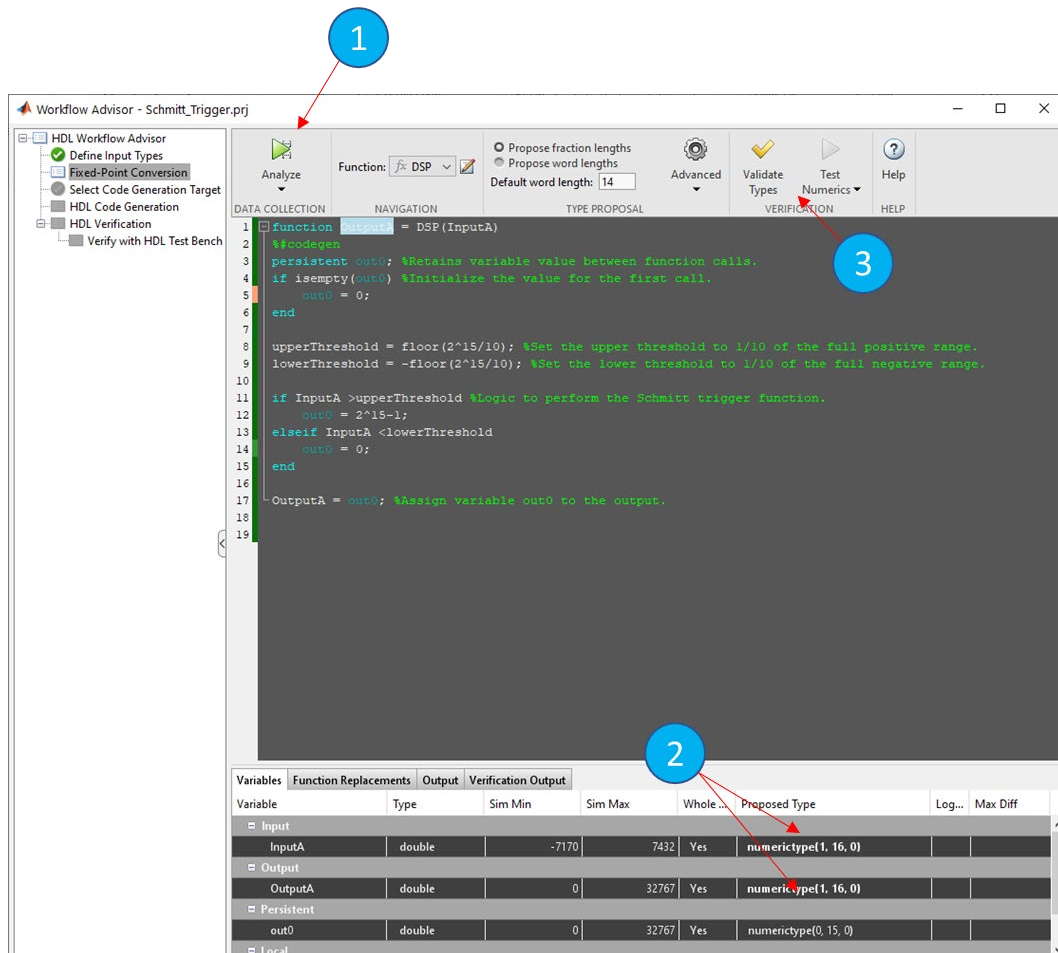 1
Workflow Advisor - Schmitt_Trigger.prj
HDL Workflow Advisor
Define Input Types
Fixed-Point Conversion
Select Code Generation Target
HDL Code Generation
HDL Verification
Verify with HDL Test Bench
Analyze
DATA COLLECTION
Function: fx DSP
NAVIGATION
Propose fraction lengths
Propose word lengths
Default word length: 14
TYPE PROPOSAL
Advanced
Validate Types
Test Numerics
VERIFICATION
Help
HELP
3
1 function OutputA = DSP(InputA)
2 %#codegen
3 persistent out0; %Retains variable value between function calls.
4 if isempty(out0) %Initialize the value for the first call.
5 out0 = 0;
6 end
7
8 upperThreshold = floor(2^15/10); %Set the upper threshold to 1/10 of the full positive range.
9 lowerThreshold = -floor(2^15/10); %Set the lower threshold to 1/10 of the full negative range.
10
11 if InputA >upperThreshold %Logic to perform the Schmitt trigger function.
12 out0 = 2^15-1;
13 elseif InputA <lowerThreshold
14 out0 = 0;
15 end
16
17 OutputA = out0; %Assign variable out0 to the output.
18
19
2
Variables Function Replacements Output Verification Output
Variable Type Sim Min Sim Max Whole ... Proposed Type Log... Max Diff
Input
InputA double -7170 7432 Yes numerictype(1, 16, 0)
Output
OutputA double 0 32767 Yes numerictype(1, 16, 0)
Persistent
out0 double 0 32767 Yes numerictype(0, 15, 0)
Local